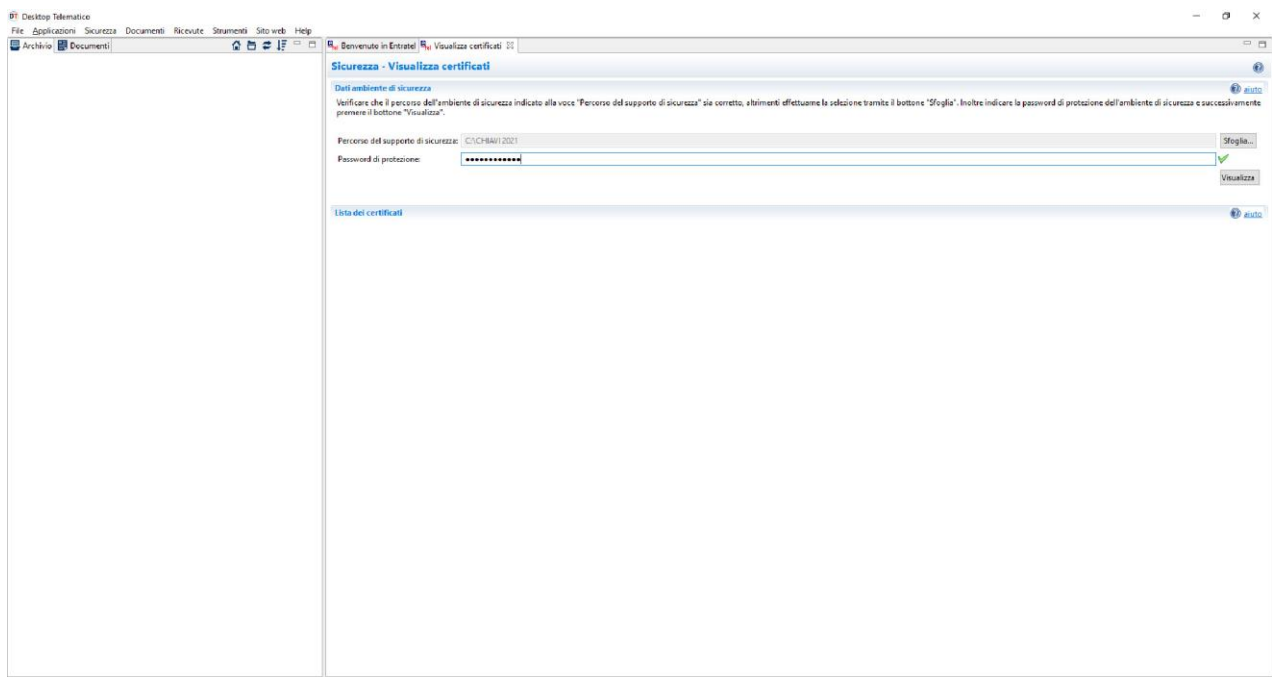 Desktop Telematico
File Applicazioni Sicurezza Documenti Ricevute Strumenti Sito web Help
Archivio Documenti
Benvenuto in Entratel Visualizza certificati
Sicurezza - Visualizza certificati
Dati ambiente di sicurezza aiuto
Verificare che il percorso dell'ambiente di sicurezza indicato alla voce "Percorso del supporto di sicurezza" sia corretto, altrimenti effettuarne la selezione tramite il bottone "Sfoglia". Inoltre indicare la password di protezione dell'ambiente di sicurezza e successivamente
premere il bottone "Visualizza".
Percorso del supporto di sicurezza: C:\CHIAVI 2021 Sfoglia...
Password di protezione: ••••••••••••
Visualizza
Lista dei certificati aiuto